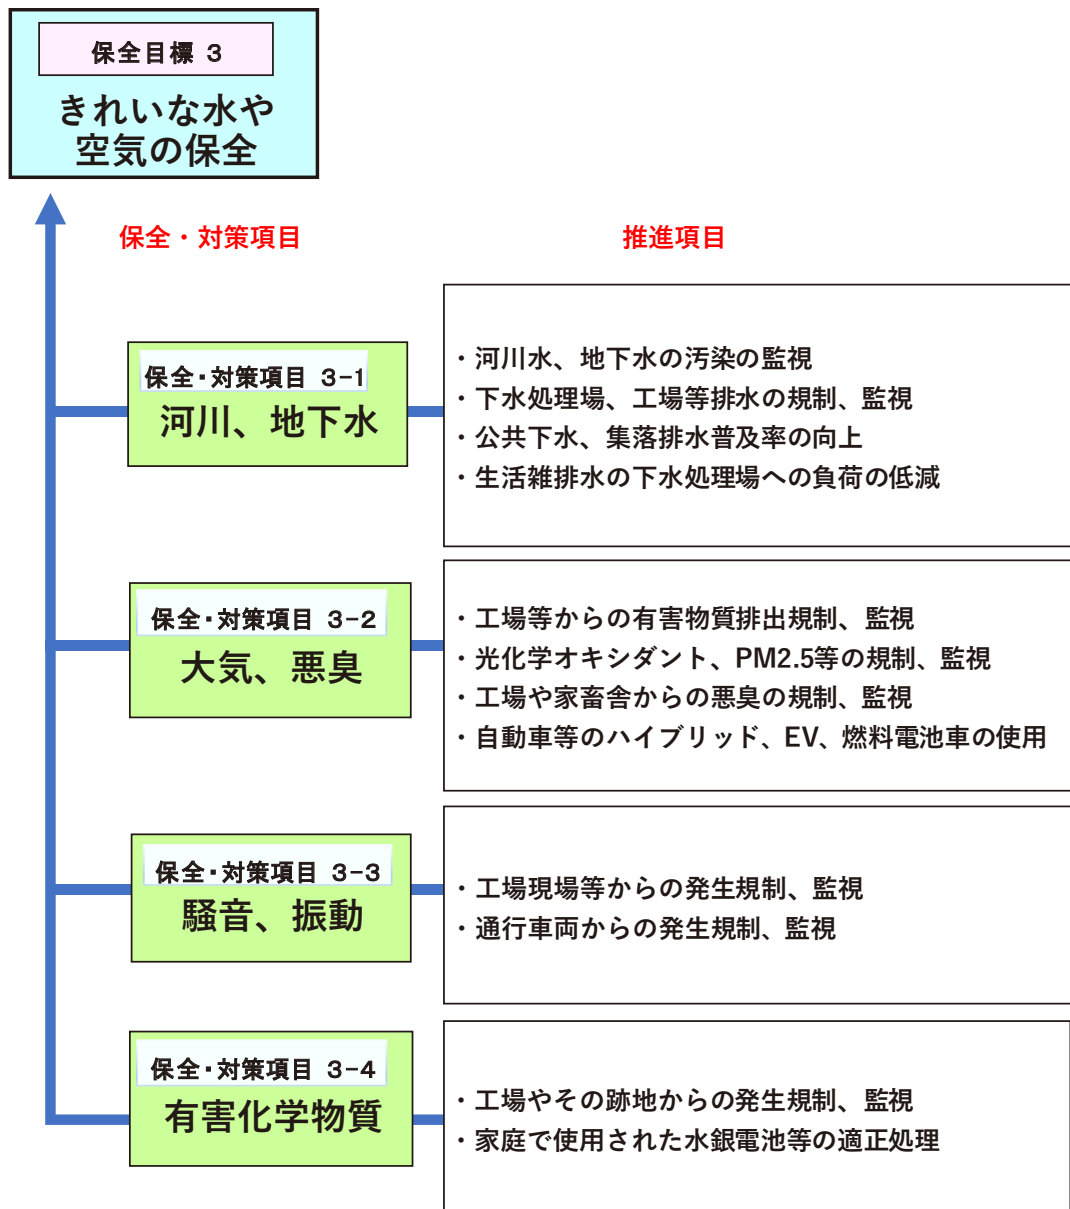 保全目標 3
きれいな水や
空気の保全
保全・対策項目
推進項目
保全・対策項目 3-1
河川、地下水
・河川水、地下水の汚染の監視
・下水処理場、工場等排水の規制、監視
・公共下水、集落排水普及率の向上
・生活雑排水の下水処理場への負荷の低減
保全・対策項目 3-2
大気、悪臭
・工場等からの有害物質排出規制、監視
・光化学オキシダント、PM2.5等の規制、監視
・工場や家畜舎からの悪臭の規制、監視
・自動車等のハイブリッド、EV、燃料電池車の使用
保全・対策項目 3-3
騒音、振動
・工場現場等からの発生規制、監視
・通行車両からの発生規制、監視
保全・対策項目 3-4
有害化学物質
・工場やその跡地からの発生規制、監視
・家庭で使用された水銀電池等の適正処理